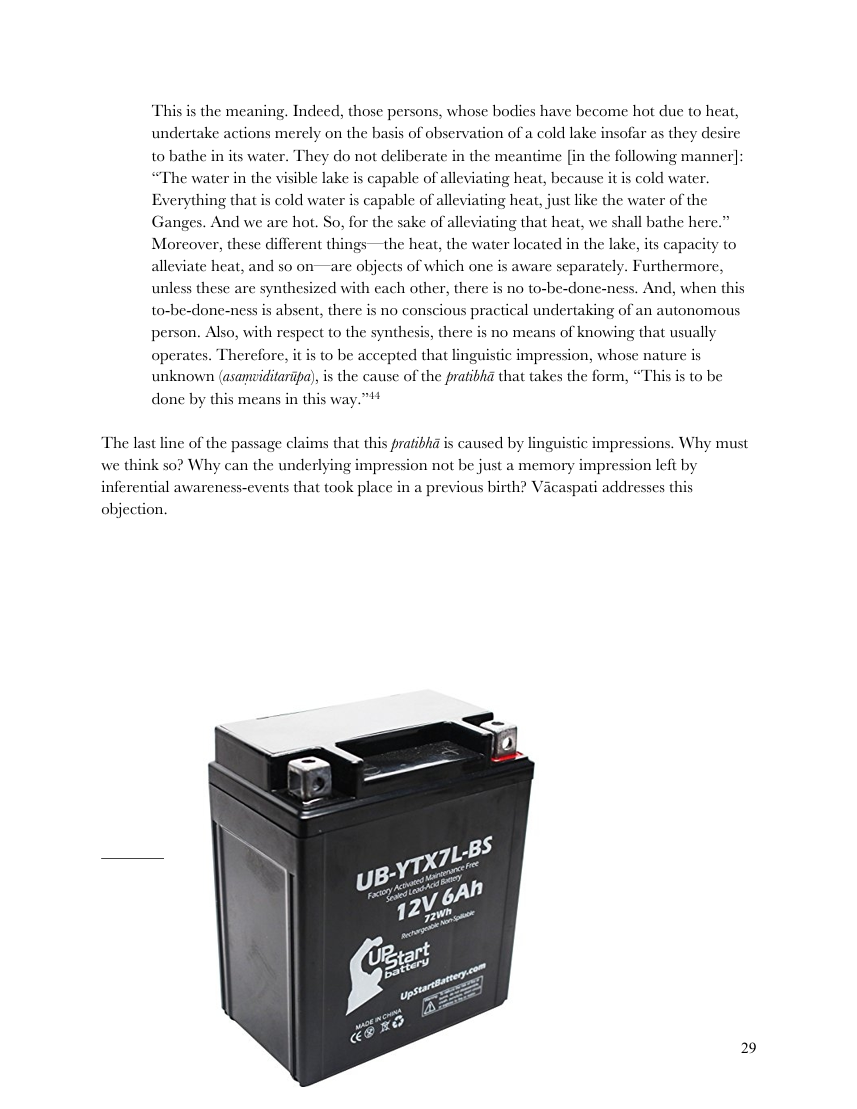 This is the meaning. Indeed, those persons, whose bodies have become hot due to heat,
undertake actions merely on the basis of observation of a cold lake insofar as they desire
to bathe in its water. They do not deliberate in the meantime [in the following manner]:
“The water in the visible lake is capable of alleviating heat, because it is cold water.
Everything that is cold water is capable of alleviating heat, just like the water of the
Ganges. And we are hot. So, for the sake of alleviating that heat, we shall bathe here.”
Moreover, these different things—the heat, the water located in the lake, its capacity to
alleviate heat, and so on—are objects of which one is aware separately. Furthermore,
unless these are synthesized with each other, there is no to-be-done-ness. And, when this
to-be-done-ness is absent, there is no conscious practical undertaking of an autonomous
person. Also, with respect to the synthesis, there is no means of knowing that usually
operates. Therefore, it is to be accepted that linguistic impression, whose nature is
unknown (asaṃviditarūpa), is the cause of the pratibhā that takes the form, “This is to be
done by this means in this way.”44
The last line of the passage claims that this pratibhā is caused by linguistic impressions. Why must
we think so? Why can the underlying impression not be just a memory impression left by
inferential awareness-events that took place in a previous birth? Vācaspati addresses this
objection.
UB-YTX7L-BS
Factory Activated Maintenance Free
Sealed Lead-Acid Battery
12V 6Ah
72Wh
Rechargeable Non-Spillable
UPStart
battery
UpStartBattery.com
MADE IN CHINA
CE
29